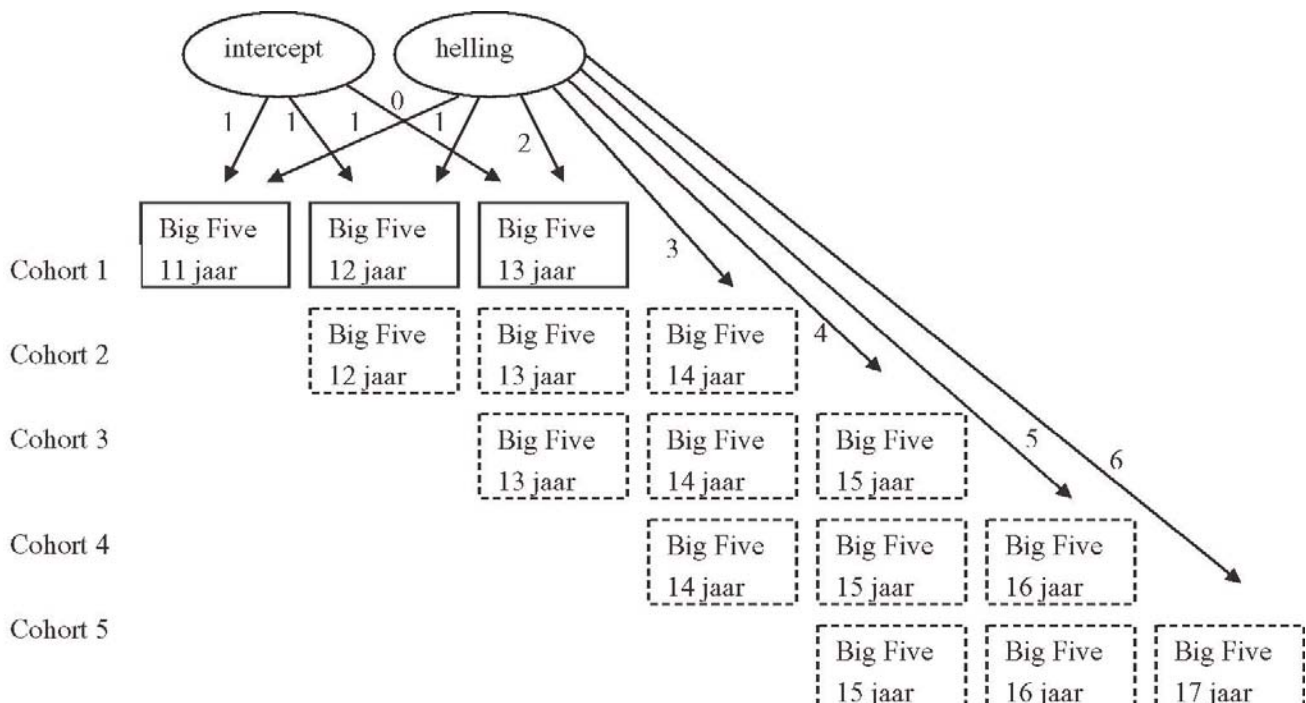 intercept helling
0
1 1 1 1 2
Big Five Big Five Big Five
Cohort 1 11 jaar 12 jaar 13 jaar 3
Big Five Big Five Big Five 4
Cohort 2 12 jaar 13 jaar 14 jaar
Cohort 3 Big Five Big Five Big Five 5
13 jaar 14 jaar 15 jaar 6
Cohort 4 Big Five Big Five Big Five
14 jaar 15 jaar 16 jaar
Cohort 5 Big Five Big Five Big Five
15 jaar 16 jaar 17 jaar